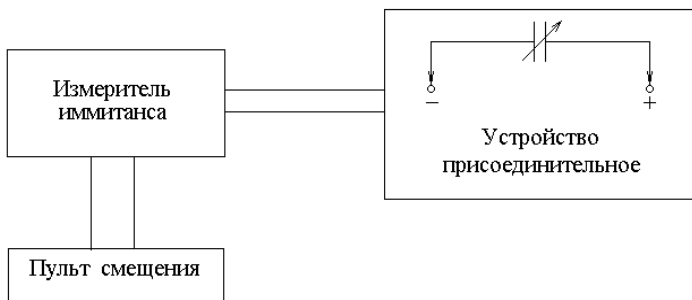 Измеритель
иммитанса
− +
Устройство
присоединительное
Пульт смещения